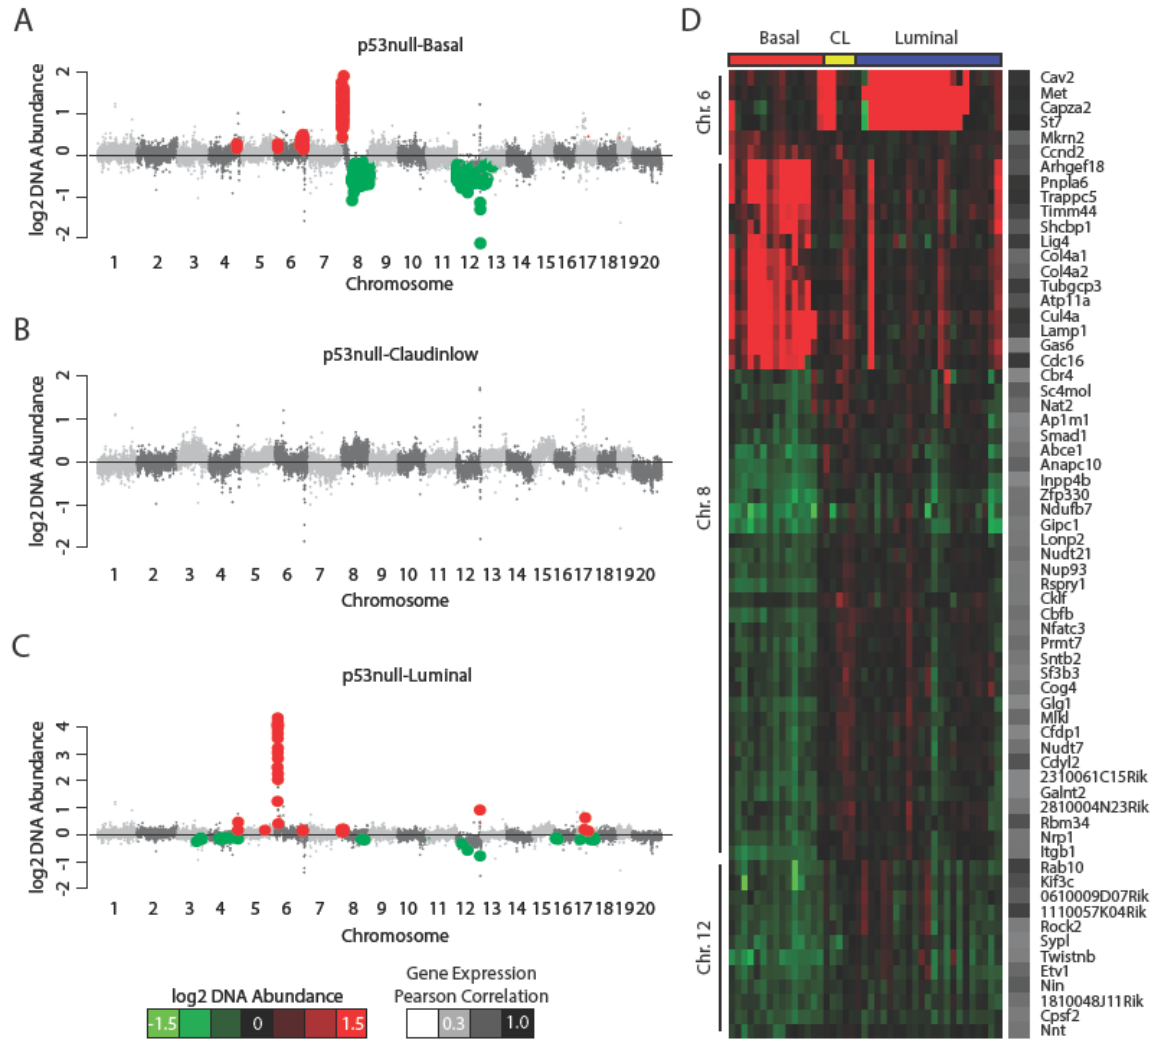 A
p53null-Basal
log2 DNA Abundance
2
1
0
-1
-2
1 2 3 4 5 6 7 8 9 10 11 12 13 14 15 16 17 18 19 20
Chromosome
B
p53null-Claudinlow
log2 DNA Abundance
2
1
0
-1
-2
1 2 3 4 5 6 7 8 9 10 11 12 13 14 15 16 17 18 19 20
Chromosome
C
p53null-Luminal
log2 DNA Abundance
4
3
2
1
0
-1
-2
1 2 3 4 5 6 7 8 9 10 11 12 13 14 15 16 17 18 19 20
Chromosome
log2 DNA Abundance
-1.5 0 1.5
Gene Expression
Pearson Correlation
0.3 1.0
D
Basal CL Luminal
Chr. 6
Chr. 8
Chr. 12
Cav2
Met
Capza2
St7
Mkrn2
Ccnd2
Arhgef18
Pnpla6
Trappc5
Timm44
Shcbp1
Lig4
Col4a1
Col4a2
Tubgcp3
Atp11a
Cul4a
Lamp1
Gas6
Cdc16
Cbr4
Sc4mol
Nat2
Ap1m1
Smad1
Abce1
Anapc10
Inpp4b
Zfp330
Ndufb7
Gipc1
Lonp2
Nudt21
Nup93
Rspry1
Cklf
Cbfb
Nfatc3
Prmt7
Sntb2
Sf3b3
Cog4
Glg1
Mlkl
Cfdp1
Nudt7
Cdyl2
2310061C15Rik
Galnt2
2810004N23Rik
Rbm34
Nrp1
Itgb1
Rab10
Kif3c
0610009D07Rik
1110057K04Rik
Rock2
Sypl
Twistnb
Etv1
Nin
1810048J11Rik
Cpsf2
Nnt